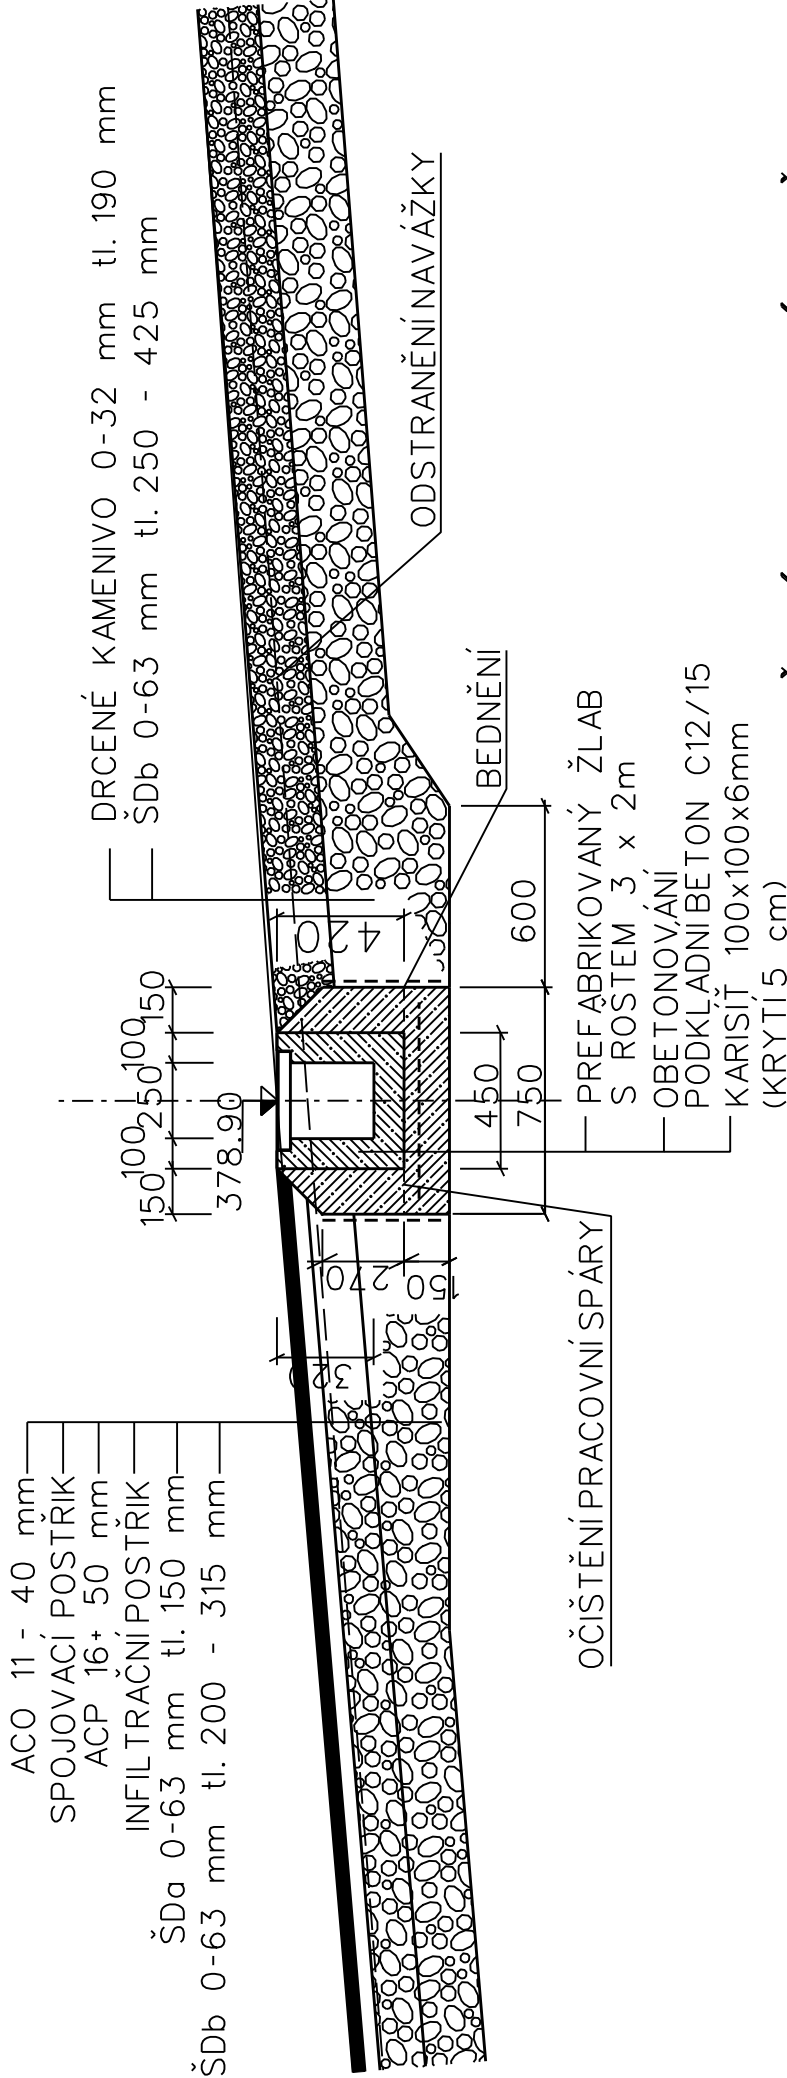 ACO 11 - 40 mm
SPOJOVACÍ POSTŘIK
ACP 16+ 50 mm
INFILTRAČNÍ POSTŘIK
ŠDa 0-63 mm tl. 150 mm
ŠDb 0-63 mm tl. 200 - 315 mm
DRCENÉ KAMENIVO 0-32 mm tl. 190 mm
ŠDb 0-63 mm tl. 250 - 425 mm
150
100
250
100
150
378.90
420
270
150
450
600
750
ODSTRANĚNÍ NAVÁŽKY
BEDNĚNÍ
OČIŠTĚNÍ PRACOVNÍ SPÁRY
PREFABRIKOVANÝ ŽLAB
S ROSTEM 3 x 2m
OBETONOVÁNÍ
PODKLADNI BETON C12/15
KARISÍŤ 100x100x6mm
(KRYTÍ 5 cm)